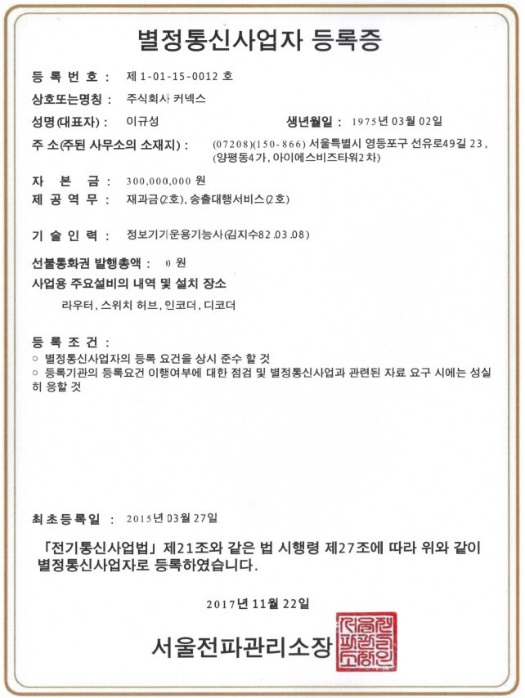 별정통신사업자 등록증
등 록 번 호 : 제 1-01-15-0012 호
상호또는명칭 : 주식회사 커넥스
성명(대표자) : 이규성 생년월일 : 1975년 03월 02일
주 소(주된 사무소의 소재지) : (07208)(150-866) 서울특별시 영등포구 선유로49길 23,
(양평동4가, 아이에스비즈타워2차)
자 본 금 : 300,000,000 원
제 공 역 무 : 재과금(2호), 송출대행서비스(2호)
기 술 인 력 : 정보기기운용기능사(김지수82.03.08)
선불통화권 발행총액 : 0 원
사업용 주요설비의 내역 및 설치 장소
라우터, 스위치 허브, 인코더, 디코더
등 록 조 건 :
○ 별정통신사업자의 등록 요건을 상시 준수 할 것
○ 등록기관의 등록요건 이행여부에 대한 점검 및 별정통신사업과 관련된 자료 요구 시에는 성실
히 응할 것
최초등록일 : 2015년 03월 27일
「전기통신사업법」 제21조와 같은 법 시행령 제27조에 따라 위와 같이
별정통신사업자로 등록하였습니다.
2017년 11월 22일
서울전파관리소장